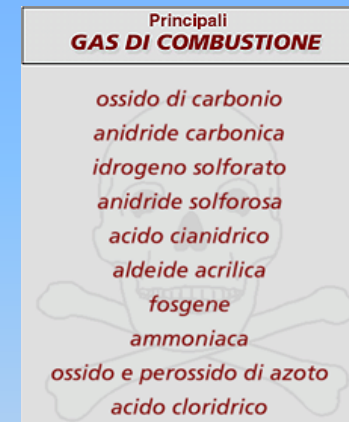 Principali
GAS DI COMBUSTIONE
ossido di carbonio
anidride carbonica
idrogeno solforato
anidride solforosa
acido cianidrico
aldeide acrilica
fosgene
ammoniaca
ossido e perossido di azoto
acido cloridrico